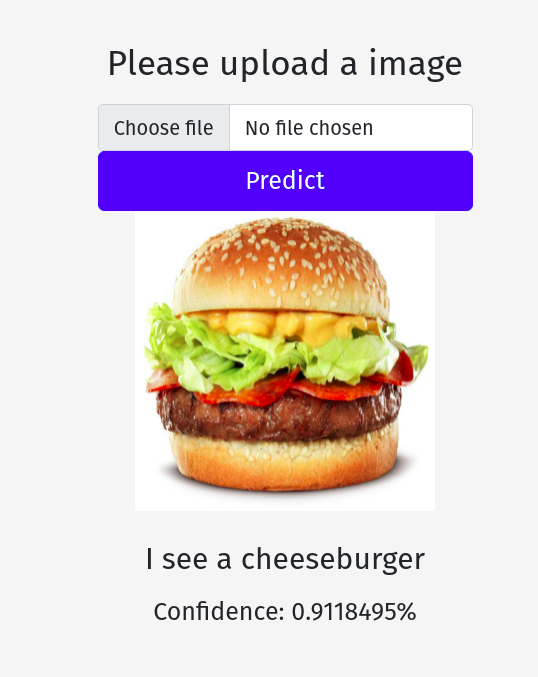 Please upload a image
Choose file No file chosen
Predict
I see a cheeseburger
Confidence: 0.9118495%